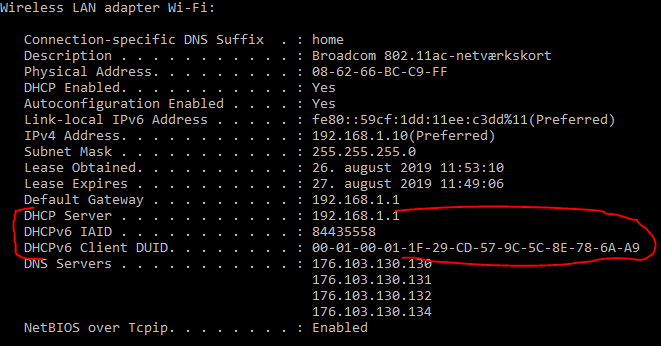 Wireless LAN adapter Wi-Fi:
Connection-specific DNS Suffix  . : home
Description . . . . . . . . . . . : Broadcom 802.11ac-netværkskort
Physical Address. . . . . . . . . : 08-62-66-BC-C9-FF
DHCP Enabled. . . . . . . . . . . : Yes
Autoconfiguration Enabled . . . . : Yes
Link-local IPv6 Address . . . . . : fe80::59cf:1dd:11ee:c3dd%11(Preferred)
IPv4 Address. . . . . . . . . . . : 192.168.1.10(Preferred)
Subnet Mask . . . . . . . . . . . : 255.255.255.0
Lease Obtained. . . . . . . . . . : 26. august 2019 11:53:10
Lease Expires . . . . . . . . . . : 27. august 2019 11:49:06
Default Gateway . . . . . . . . . : 192.168.1.1
DHCP Server . . . . . . . . . . . : 192.168.1.1
DHCPv6 IAID . . . . . . . . . . . : 84435558
DHCPv6 Client DUID. . . . . . . . : 00-01-00-01-1F-29-CD-57-9C-5C-8E-78-6A-A9
DNS Servers . . . . . . . . . . . : 176.103.130.130
176.103.130.131
176.103.130.132
176.103.130.134
NetBIOS over Tcpip. . . . . . . . : Enabled